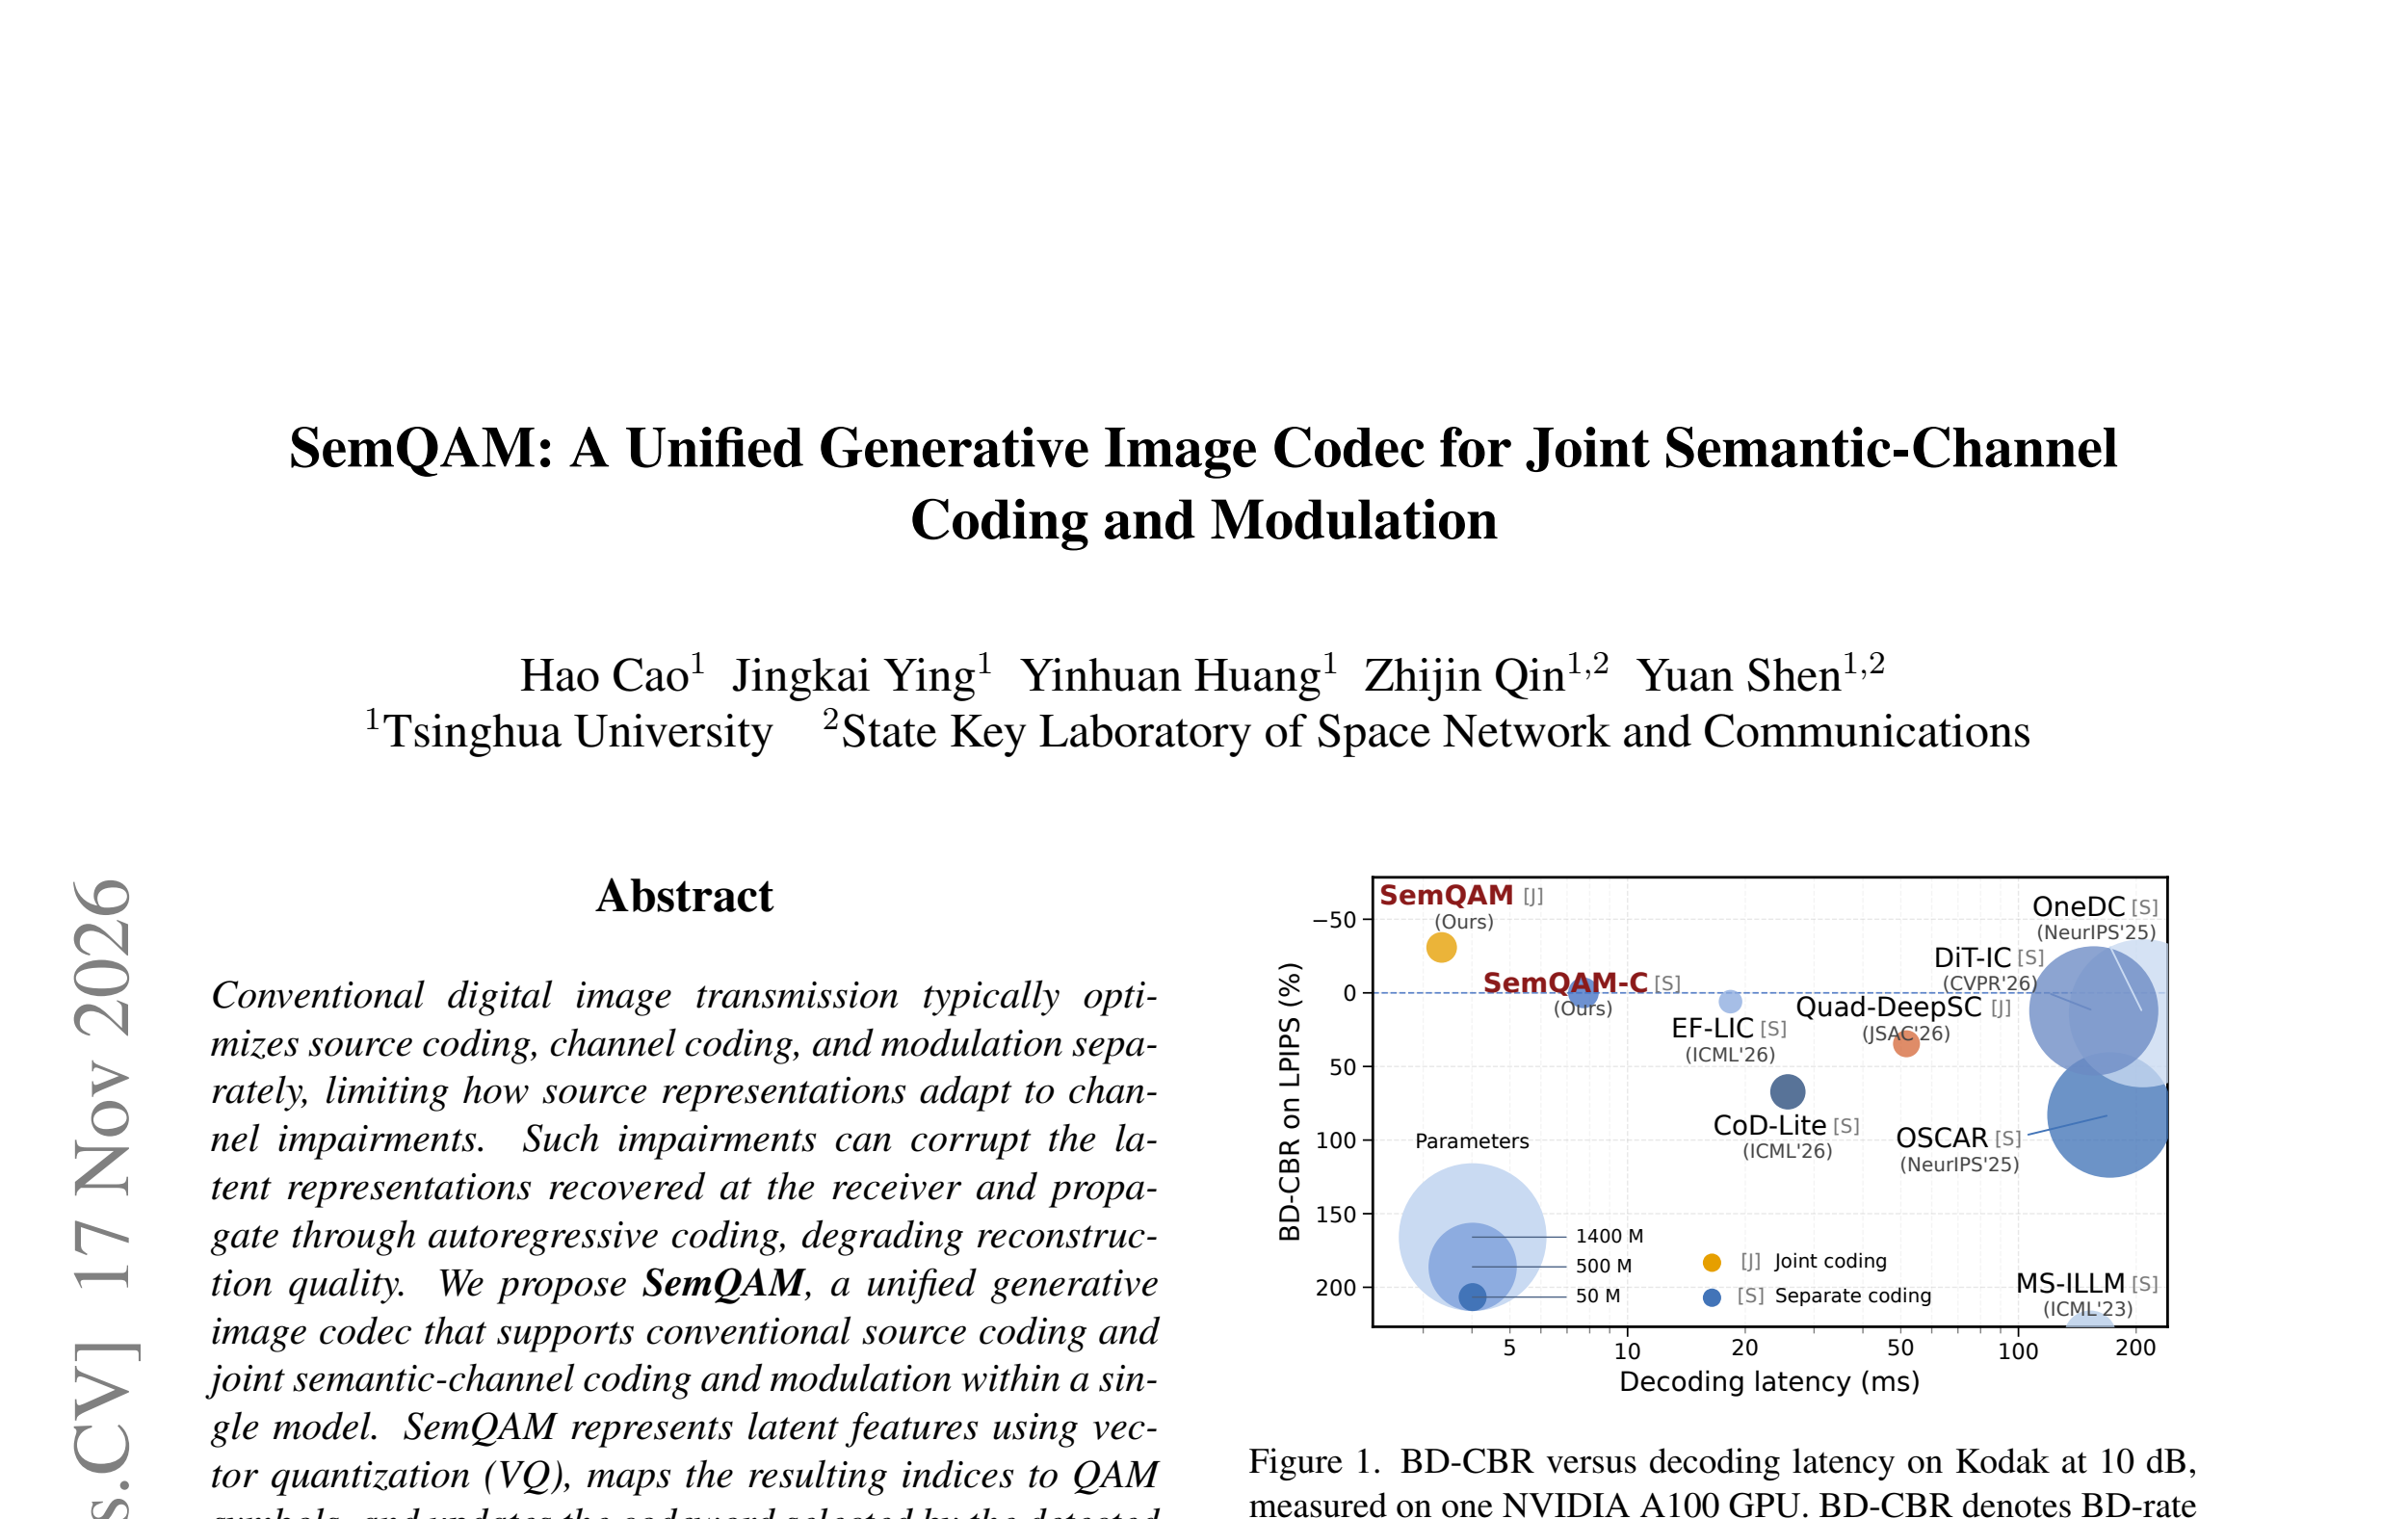 SemQAM: A Unified Generative Image Codec for Joint Semantic-Channel
Coding and Modulation
Hao Cao1 Jingkai Ying1 Yinhuan Huang1 Zhijin Qin1,2 Yuan Shen1,2
1Tsinghua University 2State Key Laboratory of Space Network and Communications
s.CV] 17 Nov 2026
Abstract
Conventional digital image transmission typically opti-
mizes source coding, channel coding, and modulation sepa-
rately, limiting how source representations adapt to chan-
nel impairments. Such impairments can corrupt the la-
tent representations recovered at the receiver and propa-
gate through autoregressive coding, degrading reconstruc-
tion quality. We propose SemQAM, a unified generative
image codec that supports conventional source coding and
joint semantic-channel coding and modulation within a sin-
gle model. SemQAM represents latent features using vec-
tor quantization (VQ), maps the resulting indices to QAM
symbols, and updates the codeword selected by the detected
BD-CBR on LPIPS (%)
−50
0
50
100
150
200
SemQAM [J]
(Ours)
SemQAM-C [S]
(Ours)
EF-LIC [S]
(ICML'26)
Quad-DeepSC [J]
(JSAC'26)
CoD-Lite [S]
(ICML'26)
OneDC [S]
(NeurIPS'25)
DiT-IC [S]
(CVPR'26)
OSCAR [S]
(NeurIPS'25)
MS-ILLM [S]
(ICML'23)
Parameters
1400 M
500 M
50 M
[J] Joint coding
[S] Separate coding
5 10 20 50 100 200
Decoding latency (ms)
Figure 1. BD-CBR versus decoding latency on Kodak at 10 dB,
measured on one NVIDIA A100 GPU. BD-CBR denotes BD-rate